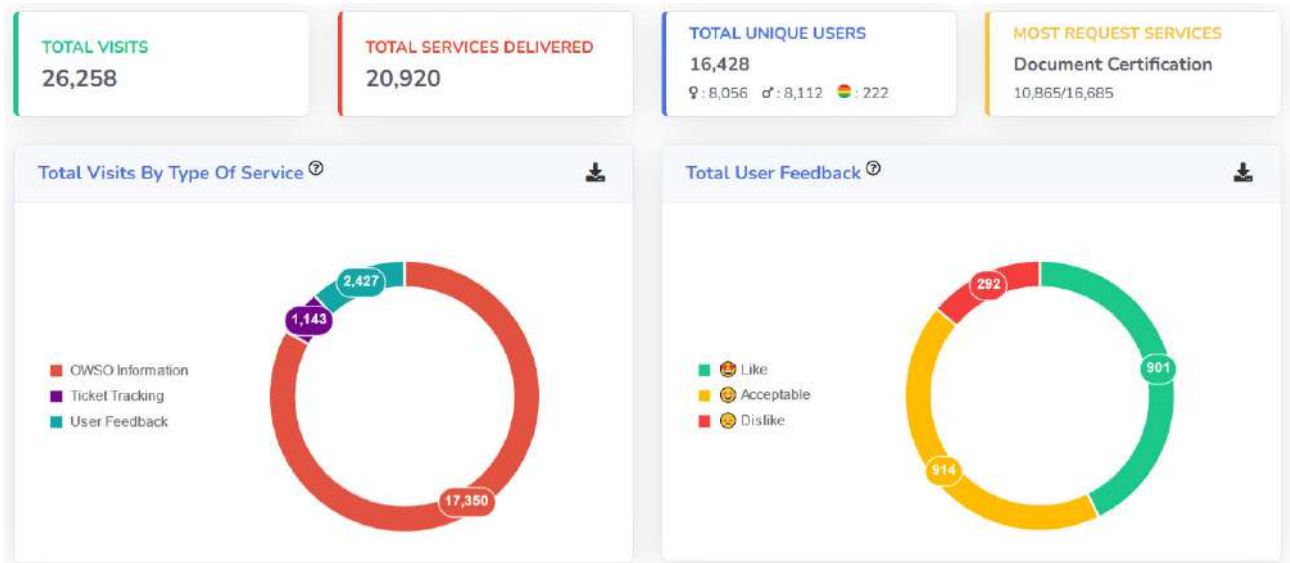 TOTAL VISITS
26,258
TOTAL SERVICES DELIVERED
20,920
TOTAL UNIQUE USERS
16,428
♀: 8,056 ♂: 8,112 : 222
MOST REQUEST SERVICES
Document Certification
10,865/16,685
Total Visits By Type Of Service ?
2,427
1,143
OWSO Information
Ticket Tracking
User Feedback
17,350
Total User Feedback ?
292
901
Like
Acceptable
Dislike
914